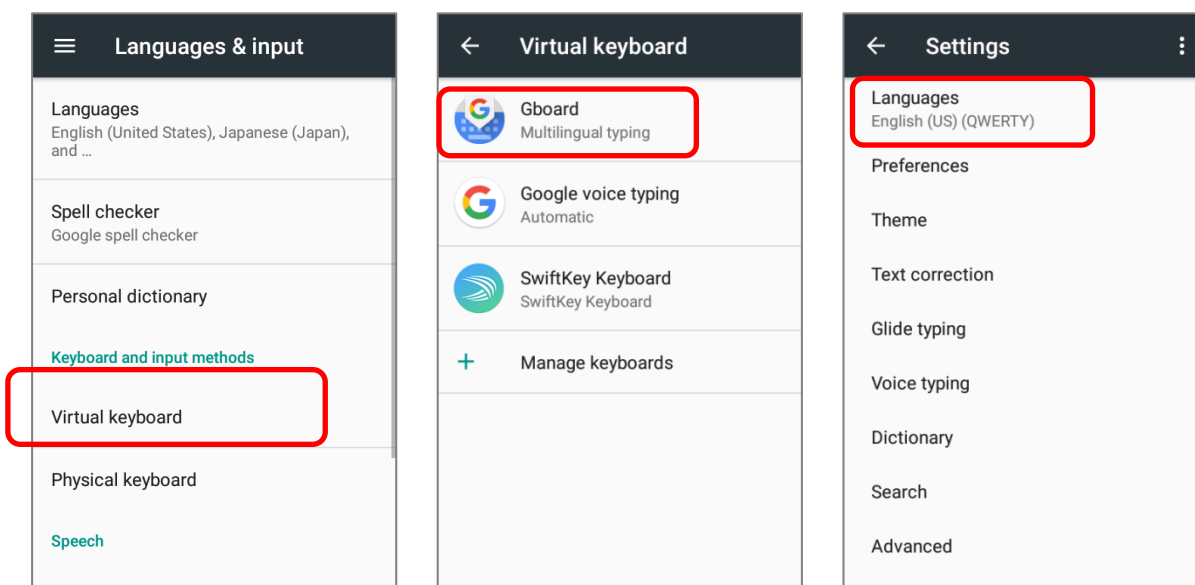 Languages & input
Languages
English (United States), Japanese (Japan),
and ...
Spell checker
Google spell checker
Personal dictionary
Keyboard and input methods
Virtual keyboard
Physical keyboard
Speech
Virtual keyboard
Gboard
Multilingual typing
Google voice typing
Automatic
SwiftKey Keyboard
SwiftKey Keyboard
+ Manage keyboards
Settings
Languages
English (US) (QWERTY)
Preferences
Theme
Text correction
Glide typing
Voice typing
Dictionary
Search
Advanced